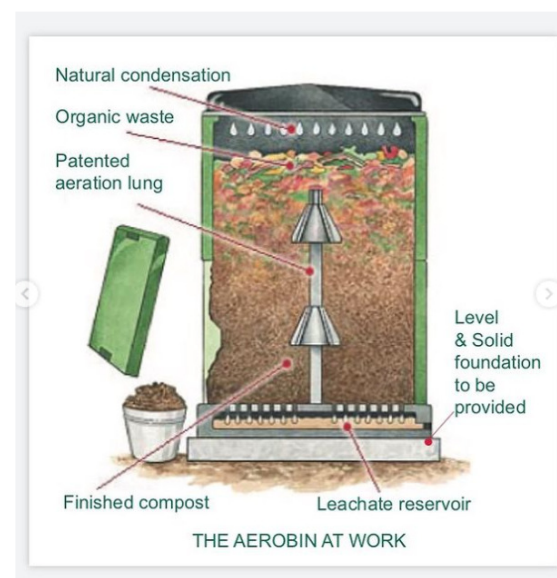 Natural condensation
Organic waste
Patented
aeration lung
Level
& Solid
foundation
to be
provided
Finished compost
Leachate reservoir
THE AEROBIN AT WORK